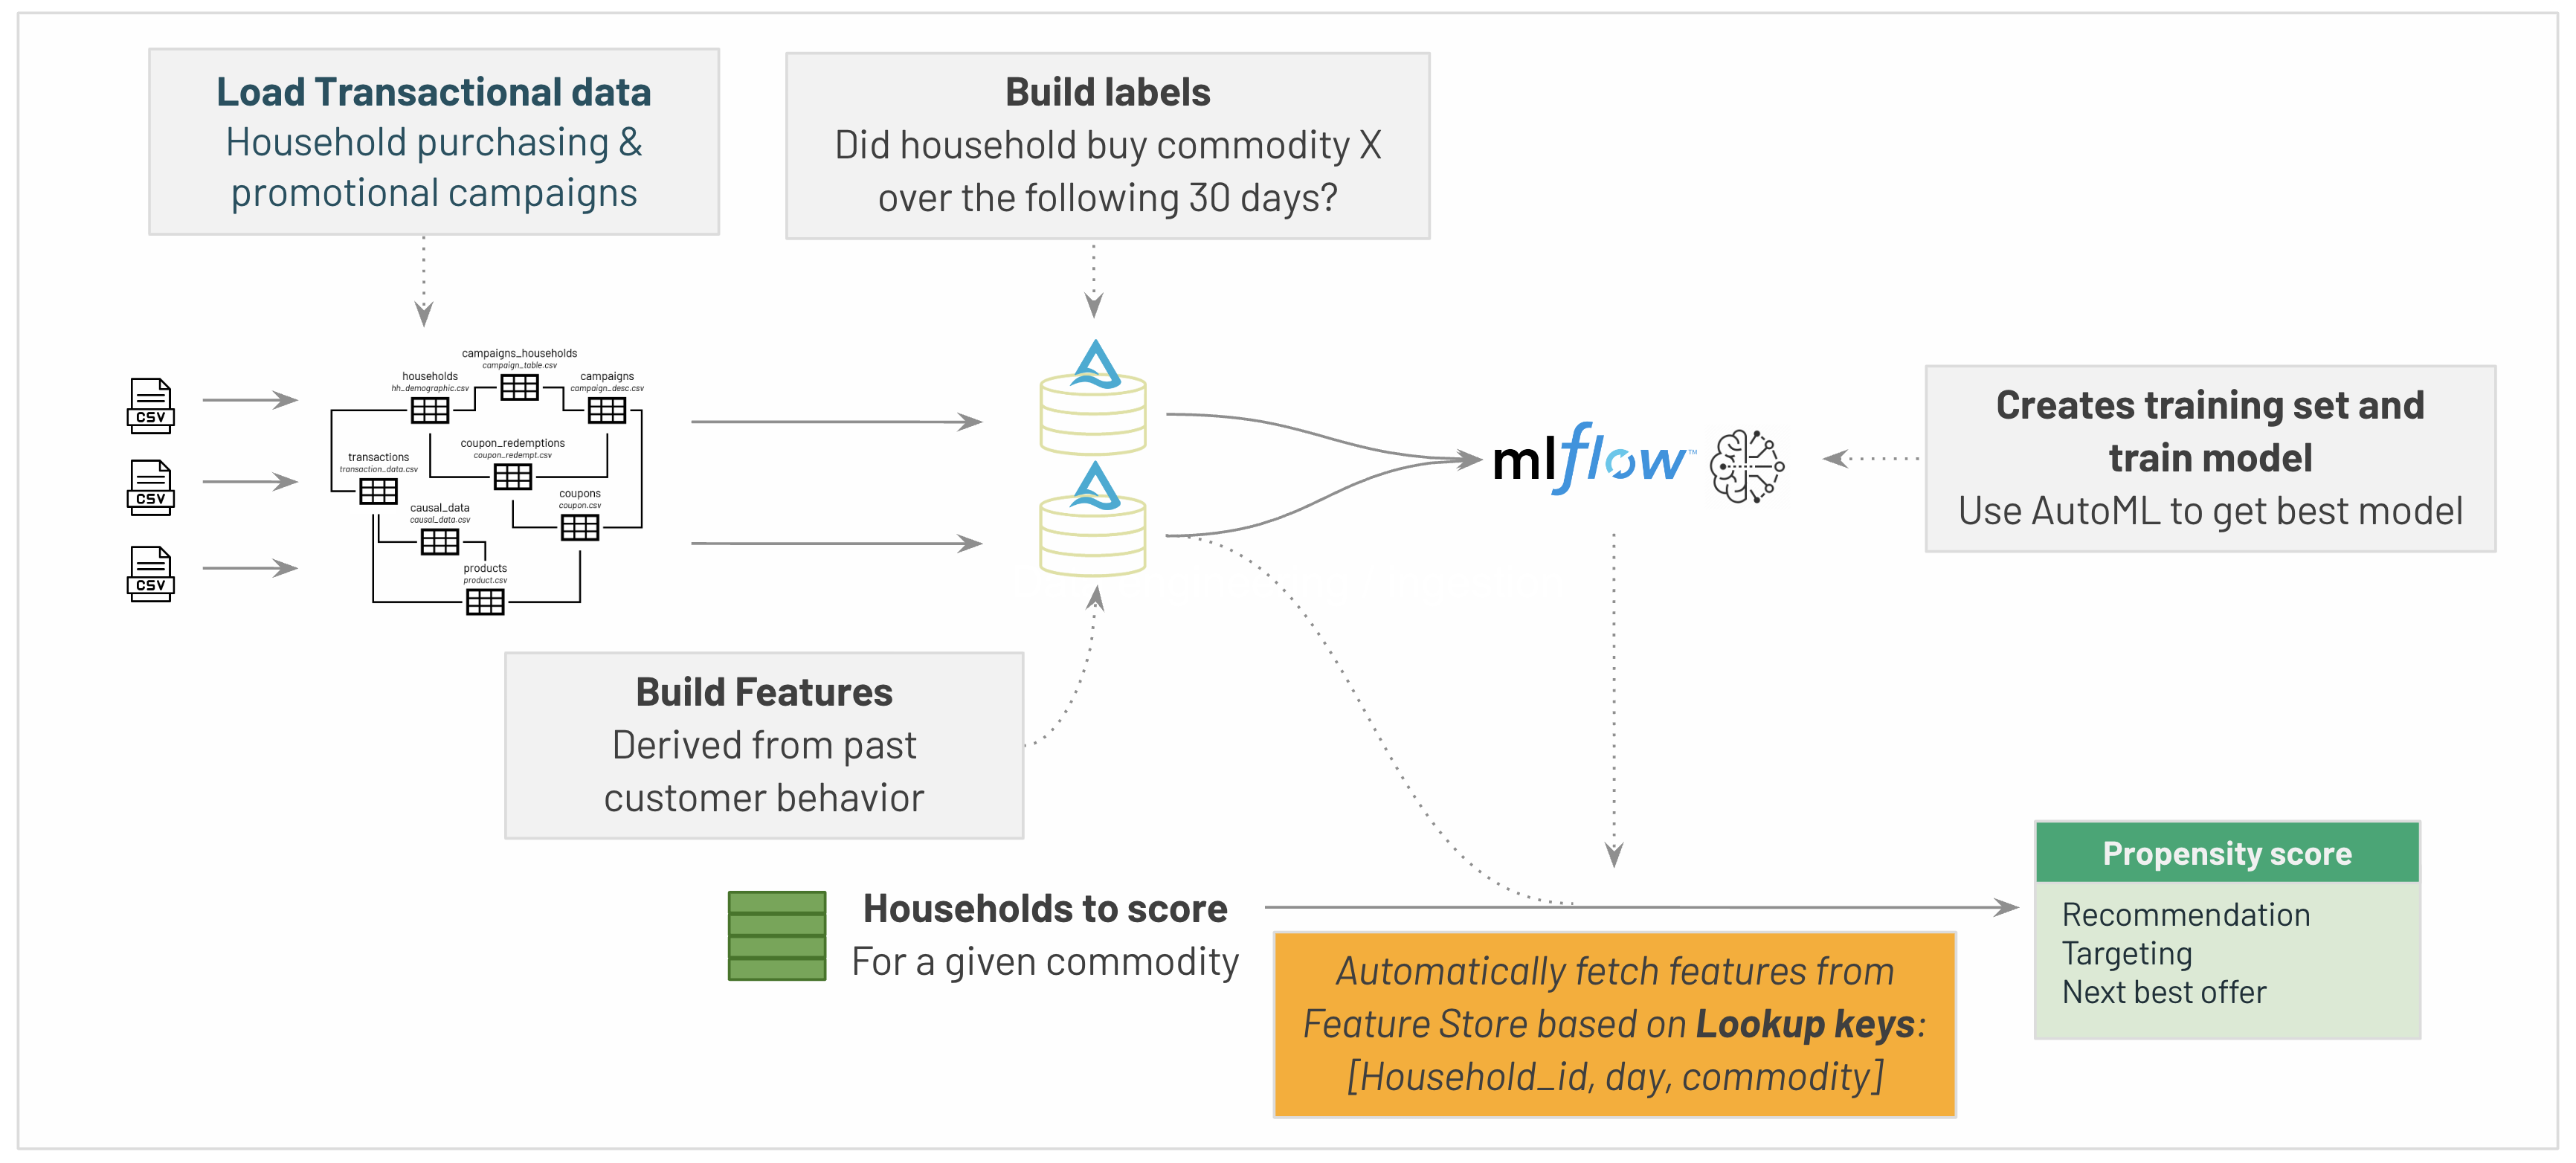 Load Transactional data
Household purchasing &
promotional campaigns
Build labels
Did household buy commodity X
over the following 30 days?
CSV
CSV
CSV
campaigns_households
campaign_table.csv
households
hh_demographic.csv
campaigns
campaign_desc.csv
coupon_redemptions
coupon_redempt.csv
transactions
transaction_data.csv
coupons
coupon.csv
causal_data
causal_data.csv
products
product.csv
mlflow™
Creates training set and
train model
Use AutoML to get best model
Build Features
Derived from past
customer behavior
Households to score
For a given commodity
Automatically fetch features from
Feature Store based on Lookup keys:
[Household_id, day, commodity]
Propensity score
Recommendation
Targeting
Next best offer